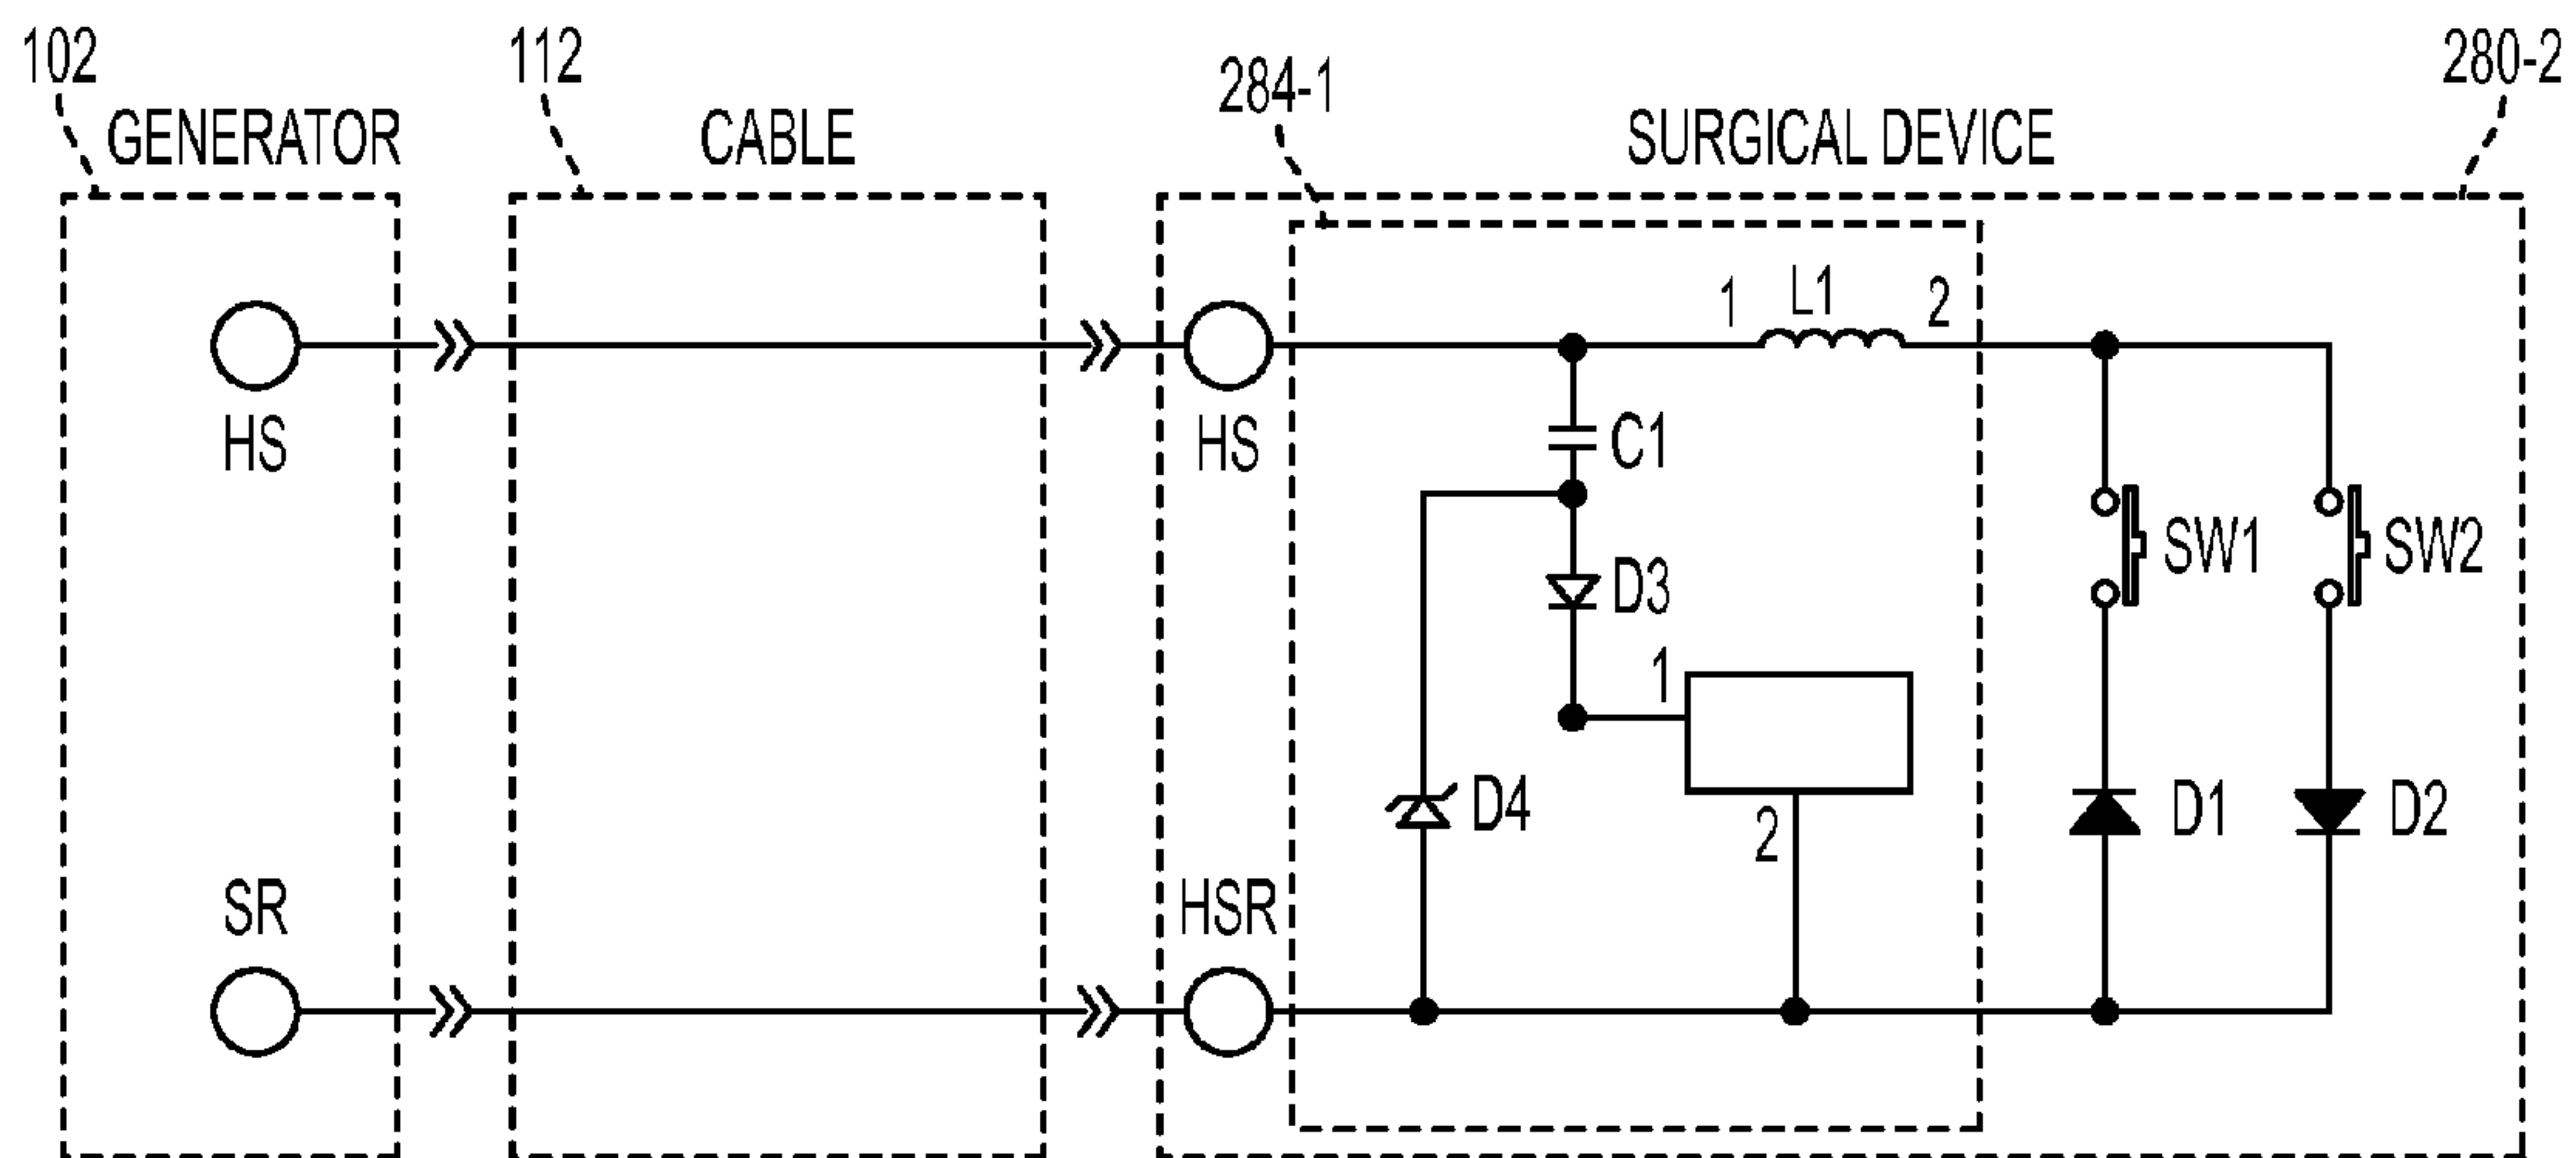 102
112
284-1
280-2
GENERATOR
CABLE
SURGICAL DEVICE
1
L1
2
HS
HS
C1
SW1
SW2
D3
1
D4
2
D1
D2
SR
HSR